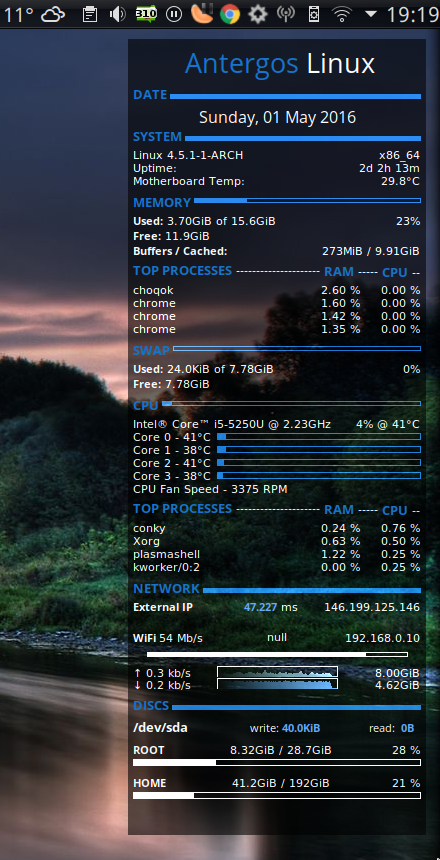 11° 310 19:19
Antergos Linux
DATE
Sunday, 01 May 2016
SYSTEM
Linux 4.5.1-1-ARCH x86_64
Uptime: 2d 2h 13m
Motherboard Temp: 29.8°C
MEMORY
Used: 3.70GiB of 15.6GiB 23%
Free: 11.9GiB
Buffers / Cached: 273MiB / 9.91GiB
TOP PROCESSES --------------------- RAM ----- CPU --
choqok 2.60 % 0.00 %
chrome 1.60 % 0.00 %
chrome 1.42 % 0.00 %
chrome 1.35 % 0.00 %
SWAP
Used: 24.0KiB of 7.78GiB 0%
Free: 7.78GiB
CPU
Intel® Core™ i5-5250U @ 2.23GHz 4% @ 41°C
Core 0 - 41°C
Core 1 - 38°C
Core 2 - 41°C
Core 3 - 38°C
CPU Fan Speed - 3375 RPM
TOP PROCESSES --------------------- RAM ----- CPU --
conky 0.24 % 0.76 %
Xorg 0.63 % 0.50 %
plasmashell 1.22 % 0.25 %
kworker/0:2 0.00 % 0.25 %
NETWORK
External IP 47.227 ms 146.199.125.146
WiFi 54 Mb/s null 192.168.0.10
↑ 0.3 kb/s 8.00GiB
↓ 0.2 kb/s 4.62GiB
DISCS
/dev/sda write: 40.0KiB read: 0B
ROOT 8.32GiB / 28.7GiB 28 %
HOME 41.2GiB / 192GiB 21 %